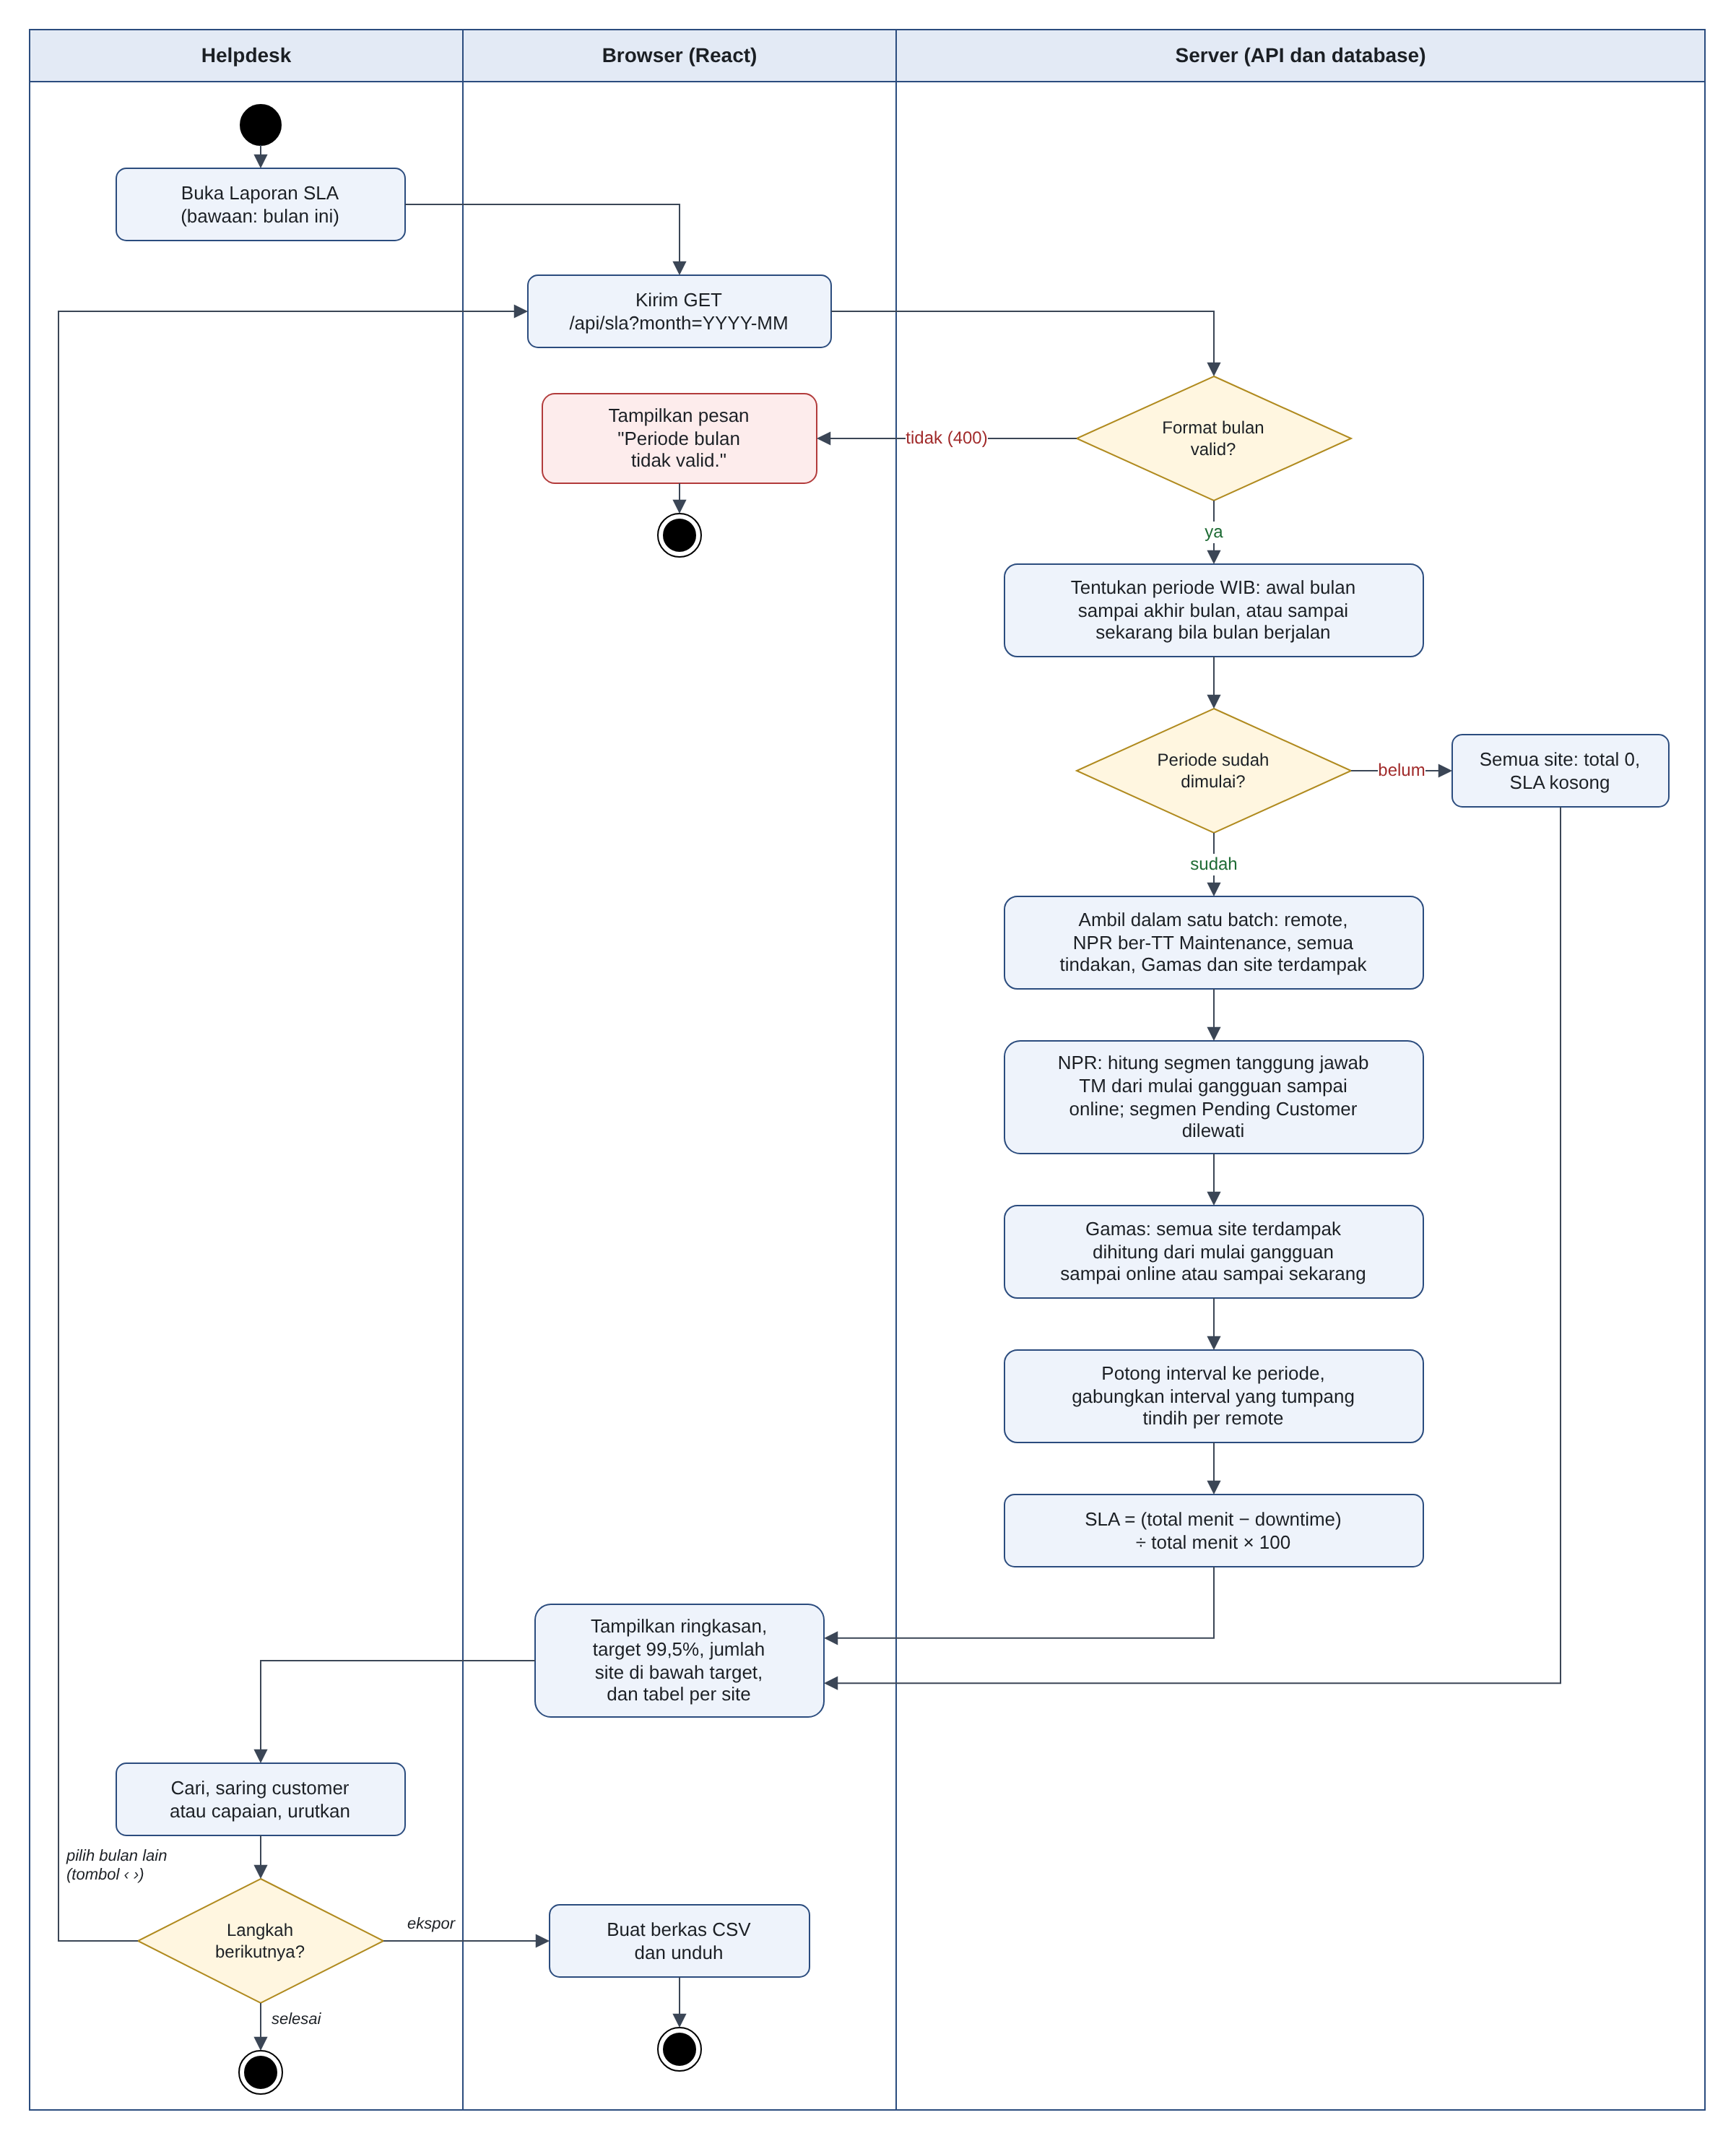 Helpdesk
Browser (React)
Server (API dan database)
Buka Laporan SLA
(bawaan: bulan ini)
Kirim GET
/api/sla?month=YYYY-MM
Format bulan
valid?
tidak (400)
Tampilkan pesan
"Periode bulan
tidak valid."
ya
Tentukan periode WIB: awal bulan
sampai akhir bulan, atau sampai
sekarang bila bulan berjalan
Periode sudah
dimulai?
belum
Semua site: total 0,
SLA kosong
sudah
Ambil dalam satu batch: remote,
NPR ber-TT Maintenance, semua
tindakan, Gamas dan site terdampak
NPR: hitung segmen tanggung jawab
TM dari mulai gangguan sampai
online; segmen Pending Customer
dilewati
Gamas: semua site terdampak
dihitung dari mulai gangguan
sampai online atau sampai sekarang
Potong interval ke periode,
gabungkan interval yang tumpang
tindih per remote
SLA = (total menit − downtime)
÷ total menit × 100
Tampilkan ringkasan,
target 99,5%, jumlah
site di bawah target,
dan tabel per site
Cari, saring customer
atau capaian, urutkan
pilih bulan lain
(tombol ‹ ›)
Langkah
berikutnya?
ekspor
Buat berkas CSV
dan unduh
selesai